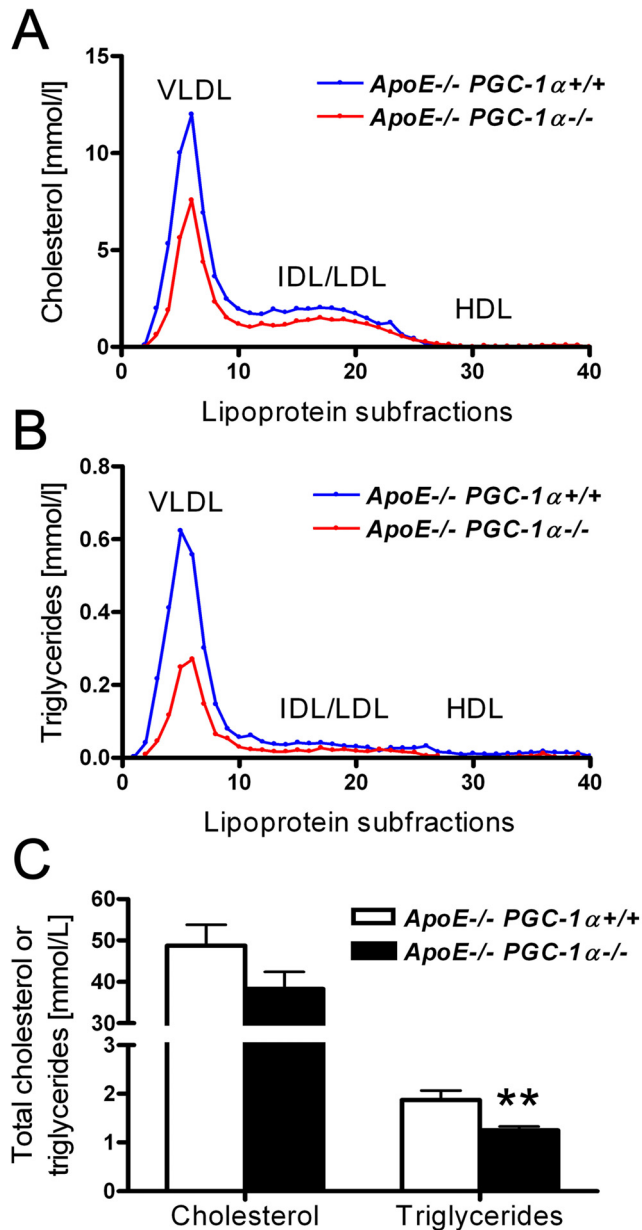 A
Cholesterol [mmol/l]
15
10
5
0
VLDL
IDL/LDL
HDL
ApoE-/- PGC-1α+/+
ApoE-/- PGC-1α-/-
0 10 20 30 40
Lipoprotein subfractions
B
Triglycerides [mmol/l]
0.8
0.6
0.4
0.2
0.0
VLDL
IDL/LDL
HDL
ApoE-/- PGC-1α+/+
ApoE-/- PGC-1α-/-
0 10 20 30 40
Lipoprotein subfractions
C
Total cholesterol or
triglycerides [mmol/L]
60
50
40
30
3
2
1
0
ApoE-/- PGC-1α+/+
ApoE-/- PGC-1α-/-
**
Cholesterol Triglycerides